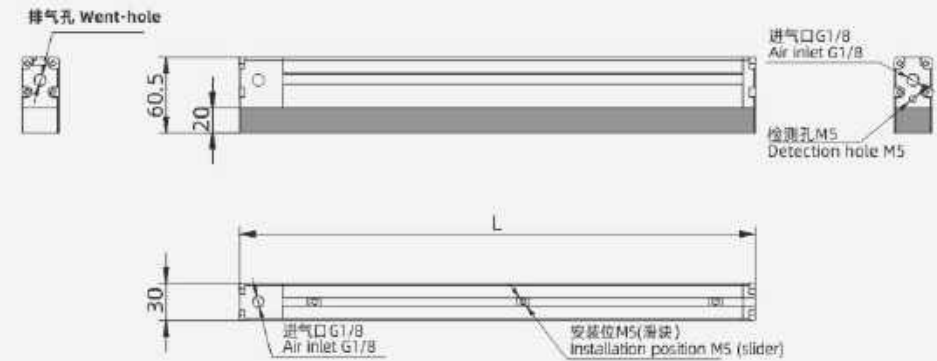 排气孔 Went-hole
进气口G1/8
Air inlet G1/8
60.5
20
检测孔M5
Detection hole M5
L
30
进气口G1/8
Air inlet G1/8
安装位M5(滑块)
Installation position M5 (slider)